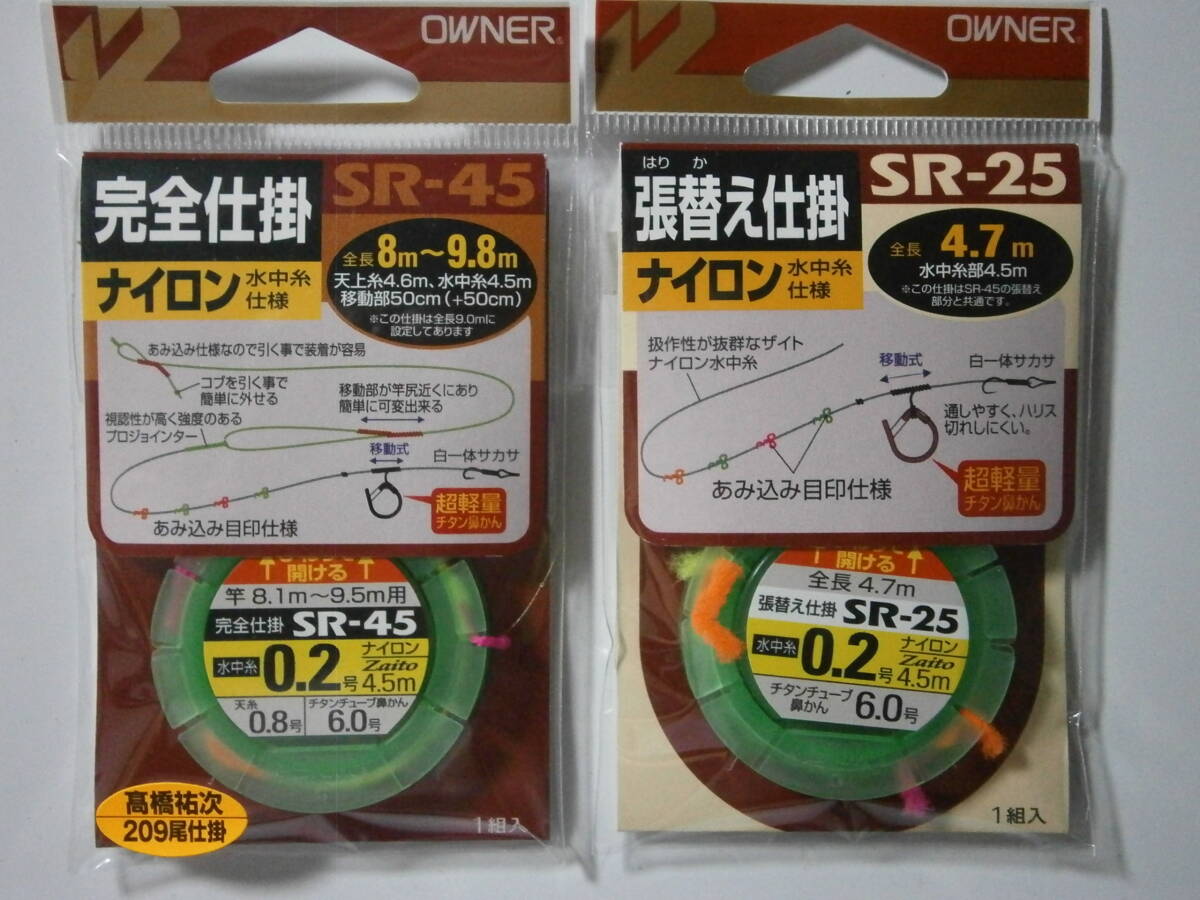 OWNER
完全仕掛
SR-45
ナイロン 水中糸
仕様
全長 8m〜9.8m
天上糸4.6m、水中糸4.5m
移動部50cm(+50cm)
※この仕掛は全長9.0mに
設定してあります
あみ込み仕様なので引く事で装着が容易
コブを引く事で
簡単に外せる
移動部が竿尻近くにあり
簡単に可変出来る
視認性が高く強度のある
プロジョインター
移動式
白一体サカサ
あみ込み目印仕様
超軽量
チタン鼻かん
↑開ける↑
竿 8.1m〜9.5m用
完全仕掛 SR-45
水中糸 0.2号
ナイロン
Zaito
4.5m
天糸
0.8号
チタンチューブ鼻かん
6.0号
高橋祐次
209尾仕掛
1組入
OWNER
はりか
張替え仕掛
SR-25
ナイロン 水中糸
仕様
全長 4.7m
水中糸部4.5m
※この仕掛はSR-45の張替え
部分と共通です。
扱作性が抜群なザイト
ナイロン水中糸
移動式
白一体サカサ
通しやすく、ハリス
切れしにくい。
あみ込み目印仕様
超軽量
チタン鼻かん
↑開ける↑
全長 4.7m
張替え仕掛 SR-25
水中糸 0.2号
ナイロン
Zaito
4.5m
チタンチューブ
鼻かん
6.0号
1組入